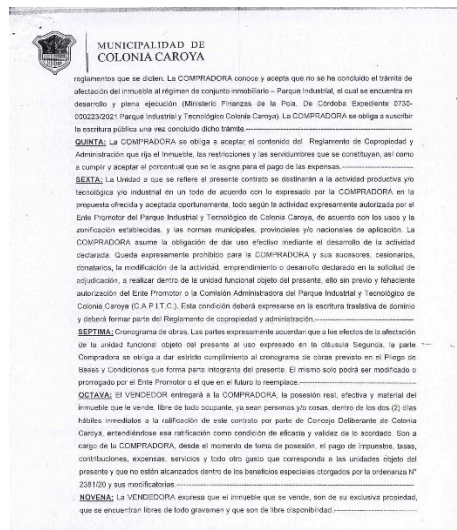 MUNICIPALIDAD DE
COLONIA CAROYA
reglamentos que se dicten. La COMPRADORA conoce y acepta que no se ha concluido el trámite de
afectación del inmueble al régimen de conjunto inmobiliario – Parque Industrial, el cual se encuentra en
desarrollo y plena ejecución (Ministerio Finanzas de la Pcia. De Córdoba Expediente 0735-
000223/2021 Parque Industrial y Tecnológico Colonia Caroya). La COMPRADORA se obliga a suscribir
la escritura pública una vez concluido dicho trámite.
QUINTA: La COMPRADORA se obliga a aceptar el contenido del Reglamento de Copropiedad y
Administración que rija el Inmueble, las restricciones y las servidumbres que se constituyan, así como
a cumplir y aceptar el porcentual que se le asigne para el pago de las expensas.
SEXTA: La Unidad a que se refiere el presente contrato se destinarán a la actividad productiva y/o
tecnológica y/o industrial en un todo de acuerdo con lo expresado por la COMPRADORA en la
propuesta ofrecida y aceptada oportunamente, todo según la actividad expresamente autorizada por el
Ente Promotor del Parque Industrial y Tecnológico de Colonia Caroya, de acuerdo con los usos y la
zonificación establecidas, y las normas municipales, provinciales y/o nacionales de aplicación. La
COMPRADORA asume la obligación de dar uso efectivo mediante el desarrollo de la actividad
declarada. Queda expresamente prohibido para la COMPRADORA y sus sucesores, cesionarios,
donatarios, la modificación de la actividad, emprendimiento o desarrollo declarado en la solicitud de
adjudicación, a realizar dentro de la unidad funcional objeto del presente, ello sin previo y fehaciente
autorización del Ente Promotor o la Comisión Administradora del Parque Industrial y Tecnológico de
Colonia Caroya (C.A P.I.T.C.). Esta condición deberá expresarse en la escritura traslativa de dominio
y deberá formar parte del Reglamento de copropiedad y administración.
SEPTIMA: Cronograma de obras. Las partes expresamente acuerdan que a los efectos de la afectación
de la unidad funcional objeto del presente al uso expresado en la cláusula Segunda, la parte
Compradora se obliga a dar estricto cumplimiento al cronograma de obras previsto en el Pliego de
Bases y Condiciones que forma parte integrante del presente. El mismo solo podrá ser modificado o
prorrogado por el Ente Promotor o el que en el futuro lo reemplace.
OCTAVA: El VENDEDOR entregará a la COMPRADORA, la posesión real, efectiva y material del
inmueble que le vende, libre de todo ocupante, ya sean personas y/o cosas, dentro de los dos (2) días
hábiles inmediatos a la ratificación de este contrato por parte de Concejo Deliberante de Colonia
Caroya, entendiéndose esa ratificación como condición de eficacia y validez de lo acordado. Son a
cargo de la COMPRADORA, desde el momento de toma de posesión, el pago de impuestos, tasas,
contribuciones, expensas, servicios y todo otro gasto que corresponda a las unidades objeto del
presente y que no estén alcanzados dentro de los beneficios especiales otorgados por la ordenanza N°
2381/20 y sus modificatorias.
NOVENA: La VENDEDORA expresa que el inmueble que se vende, son de su exclusiva propiedad,
que se encuentran libres de todo gravamen y que son de libre disponibilidad.